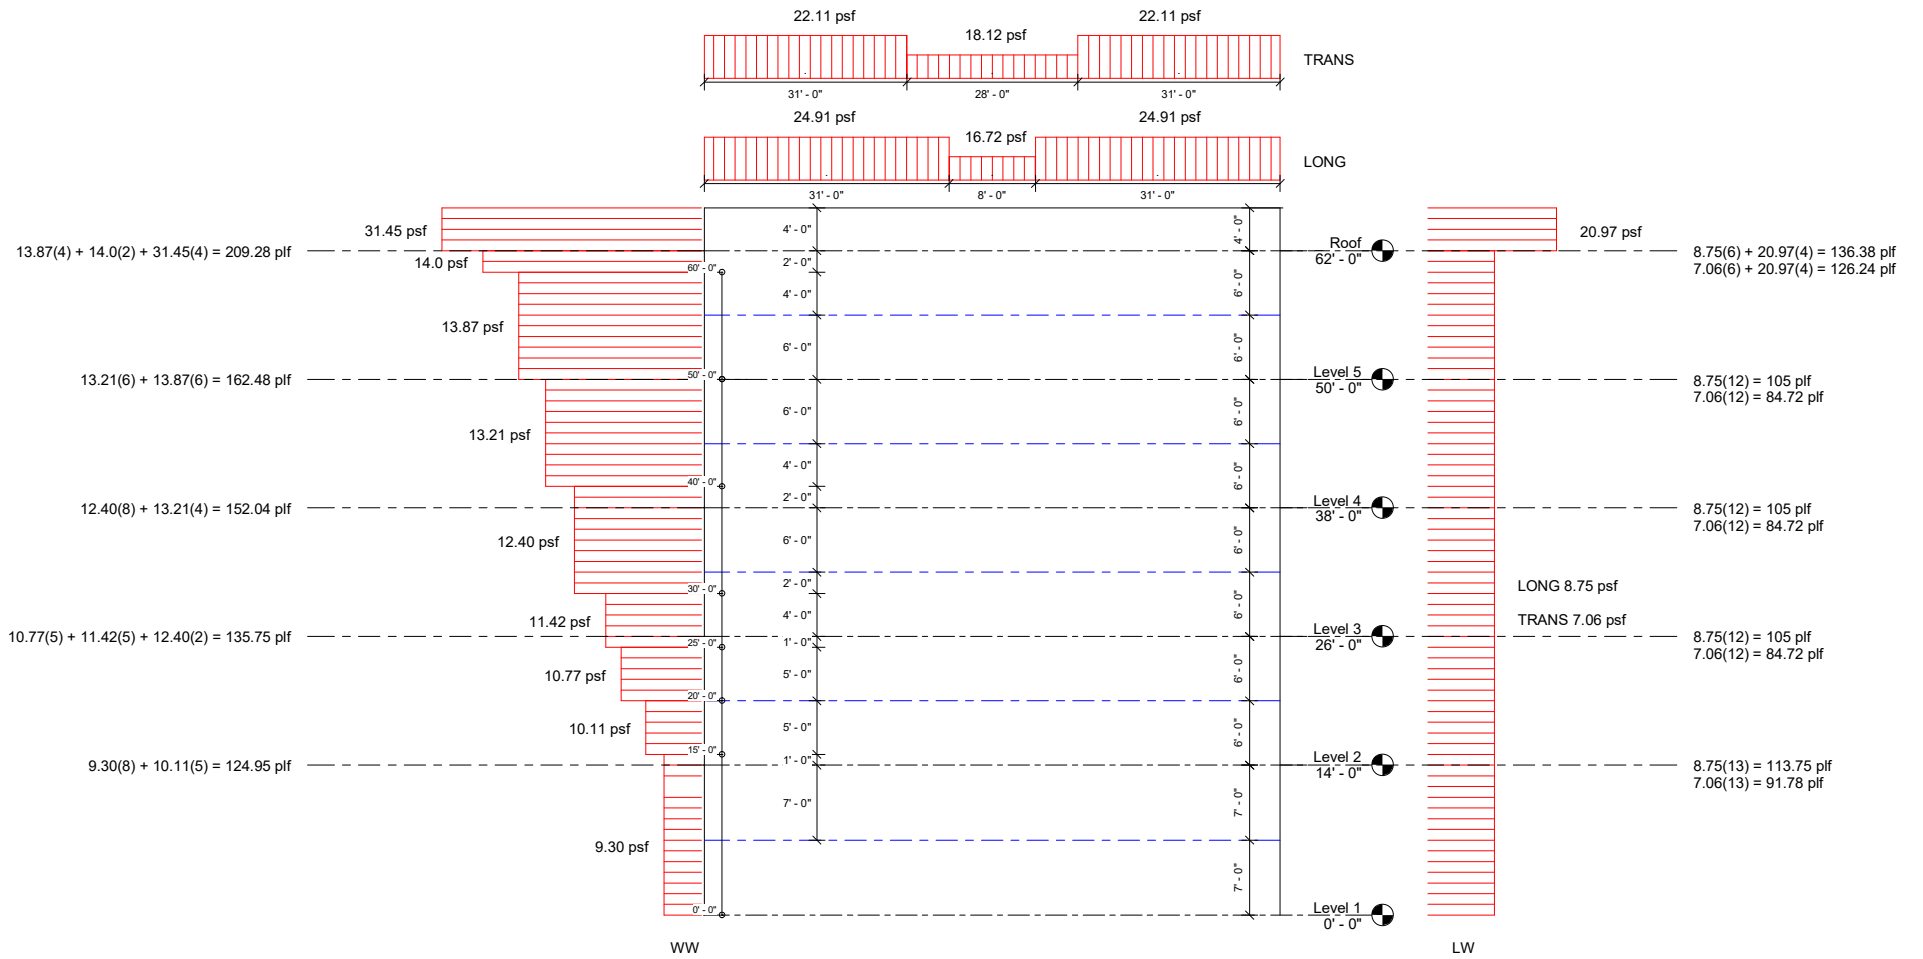 22.11 psf
22.11 psf
18.12 psf
TRANS
31' - 0"
28' - 0"
31' - 0"
24.91 psf
24.91 psf
16.72 psf
LONG
31' - 0"
8' - 0"
31' - 0"
31.45 psf
4' - 0"
4' - 0"
20.97 psf
13.87(4) + 14.0(2) + 31.45(4) = 209.28 plf
Roof
62' - 0"
8.75(6) + 20.97(4) = 136.38 plf
7.06(6) + 20.97(4) = 126.24 plf
14.0 psf
2' - 0"
60' - 0"
6' - 0"
4' - 0"
13.87 psf
6' - 0"
6' - 0"
13.21(6) + 13.87(6) = 162.48 plf
50' - 0"
Level 5
50' - 0"
8.75(12) = 105 plf
7.06(12) = 84.72 plf
6' - 0"
6' - 0"
13.21 psf
4' - 0"
6' - 0"
40' - 0"
2' - 0"
12.40(8) + 13.21(4) = 152.04 plf
Level 4
38' - 0"
8.75(12) = 105 plf
7.06(12) = 84.72 plf
12.40 psf
6' - 0"
6' - 0"
2' - 0"
30' - 0"
LONG 8.75 psf
TRANS 7.06 psf
11.42 psf
4' - 0"
6' - 0"
10.77(5) + 11.42(5) + 12.40(2) = 135.75 plf
25' - 0"
1' - 0"
Level 3
26' - 0"
8.75(12) = 105 plf
7.06(12) = 84.72 plf
10.77 psf
5' - 0"
6' - 0"
20' - 0"
10.11 psf
5' - 0"
6' - 0"
15' - 0"
1' - 0"
9.30(8) + 10.11(5) = 124.95 plf
Level 2
14' - 0"
8.75(13) = 113.75 plf
7.06(13) = 91.78 plf
7' - 0"
7' - 0"
9.30 psf
7' - 0"
0' - 0"
Level 1
0' - 0"
WW
LW